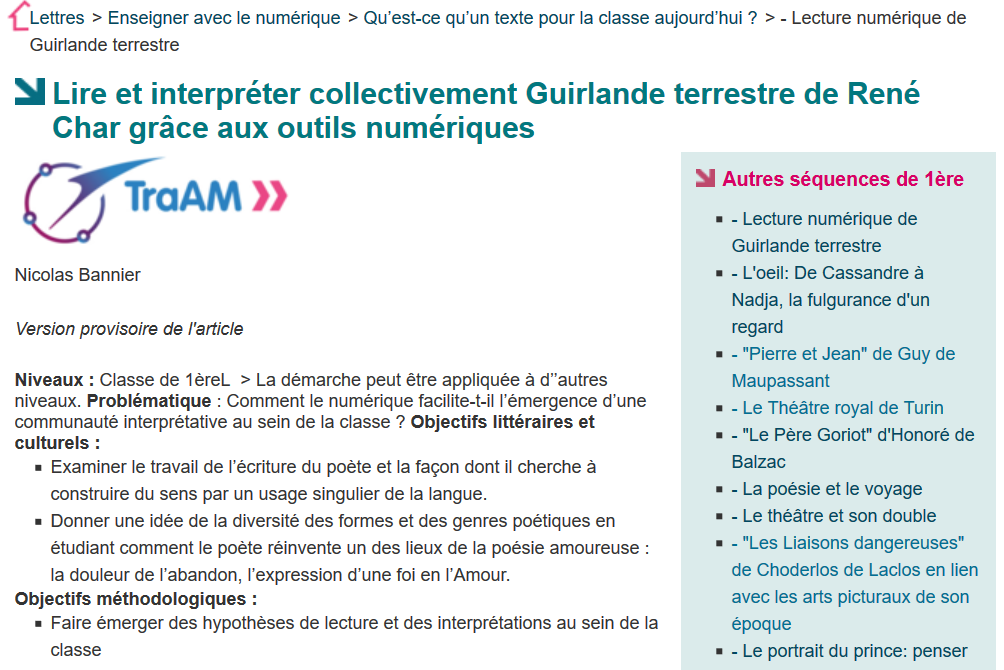 Lettres > Enseigner avec le numérique > Qu’est-ce qu’un texte pour la classe aujourd’hui ? > - Lecture numérique de
Guirlande terrestre
Lire et interpréter collectivement Guirlande terrestre de René
Char grâce aux outils numériques
TraAM
Nicolas Bannier
Version provisoire de l'article
Niveaux : Classe de 1èreL > La démarche peut être appliquée à d’'autres
niveaux. Problématique : Comment le numérique facilite-t-il l’émergence d’une
communauté interprétative au sein de la classe ? Objectifs littéraires et
culturels :
Examiner le travail de l’écriture du poète et la façon dont il cherche à
construire du sens par un usage singulier de la langue.
Donner une idée de la diversité des formes et des genres poétiques en
étudiant comment le poète réinvente un des lieux de la poésie amoureuse :
la douleur de l’abandon, l’expression d’une foi en l’Amour.
Objectifs méthodologiques :
Faire émerger des hypothèses de lecture et des interprétations au sein de la
classe
Autres séquences de 1ère
- Lecture numérique de
Guirlande terrestre
- L'oeil: De Cassandre à
Nadja, la fulgurance d'un
regard
- "Pierre et Jean" de Guy de
Maupassant
- Le Théâtre royal de Turin
- "Le Père Goriot" d'Honoré de
Balzac
- La poésie et le voyage
- Le théâtre et son double
- "Les Liaisons dangereuses"
de Choderlos de Laclos en lien
avec les arts picturaux de son
époque
- Le portrait du prince: penser